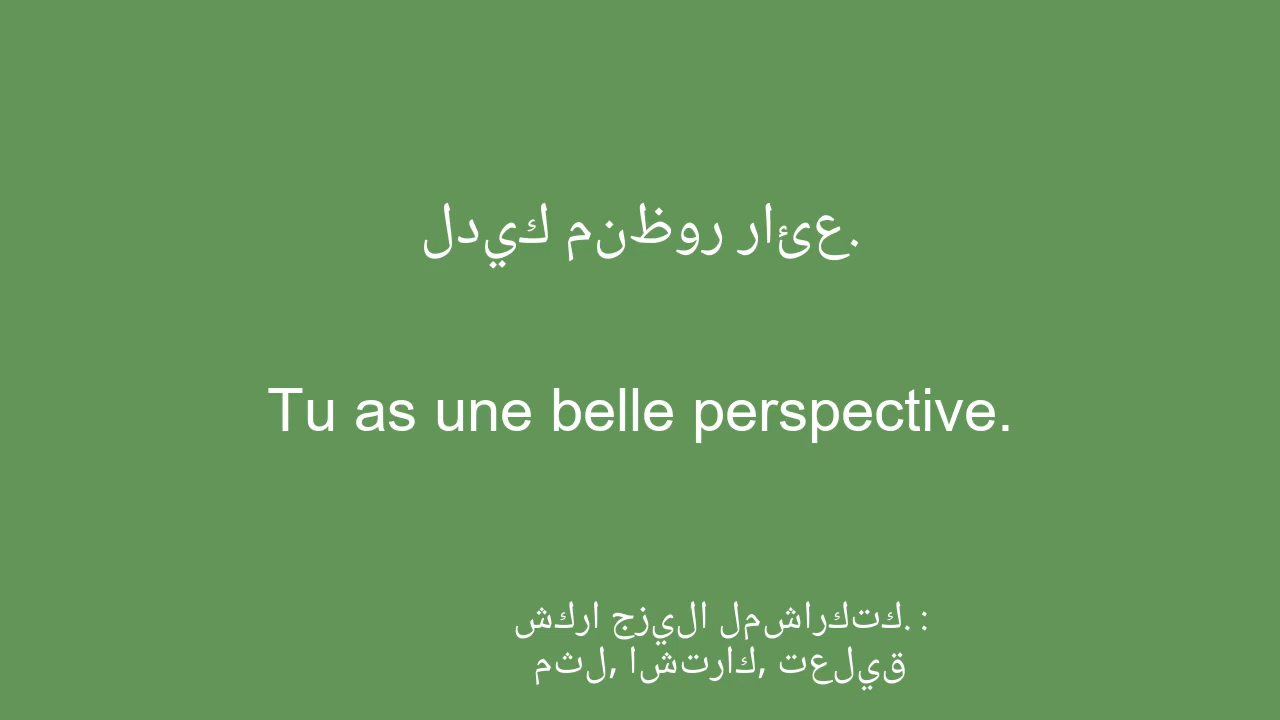 لديك منظور رائع.
Tu as une belle perspective.
شكرا جزيلا لمشاركتك. :
مثل, اشتراك, تعليق